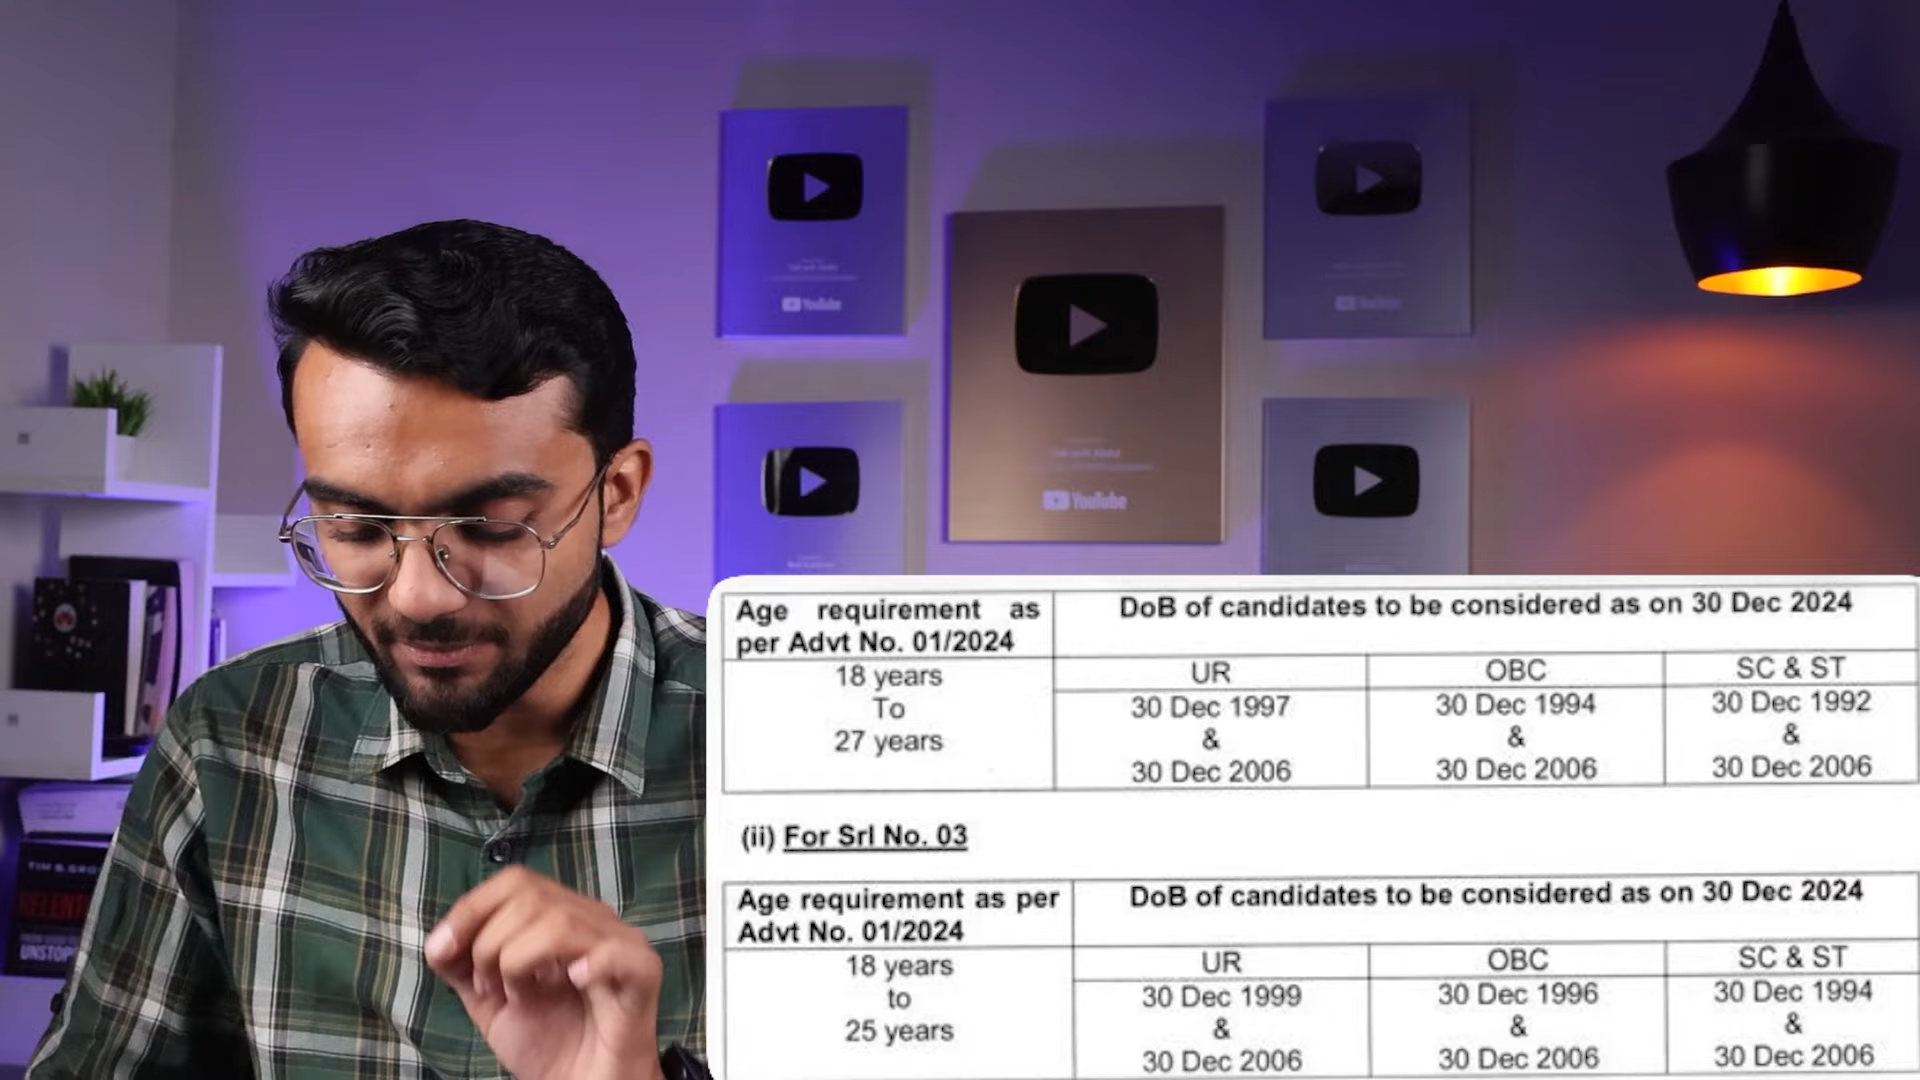 YouTube
YouTube
YouTube
TIM S. GRO
RELENT
UNSTOP
Age requirement as
per Advt No. 01/2024
DoB of candidates to be considered as on 30 Dec 2024
18 years
To
27 years
UR
OBC
SC & ST
30 Dec 1997
&
30 Dec 2006
30 Dec 1994
&
30 Dec 2006
30 Dec 1992
&
30 Dec 2006
(ii) For Srl No. 03
Age requirement as per
Advt No. 01/2024
DoB of candidates to be considered as on 30 Dec 2024
18 years
to
25 years
UR
OBC
SC & ST
30 Dec 1999
&
30 Dec 2006
30 Dec 1996
&
30 Dec 2006
30 Dec 1994
&
30 Dec 2006